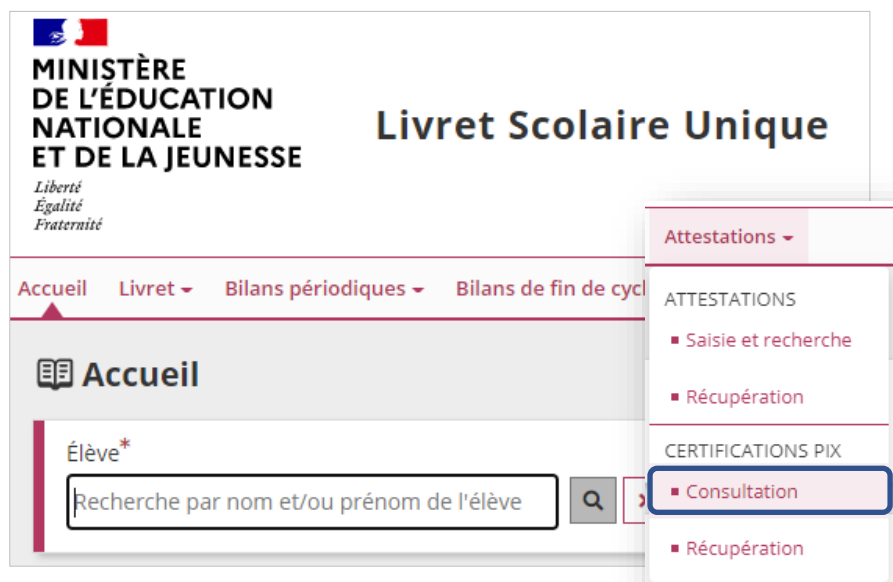 MINISTÈRE
DE L'ÉDUCATION
NATIONALE
ET DE LA JEUNESSE
Liberté
Égalité
Fraternité
Livret Scolaire Unique
Accueil Livret Bilans périodiques Bilans de fin de cycl
Accueil
Élève*
Recherche par nom et/ou prénom de l'élève
Attestations
ATTESTATIONS
Saisie et recherche
Récupération
CERTIFICATIONS PIX
Consultation
Récupération